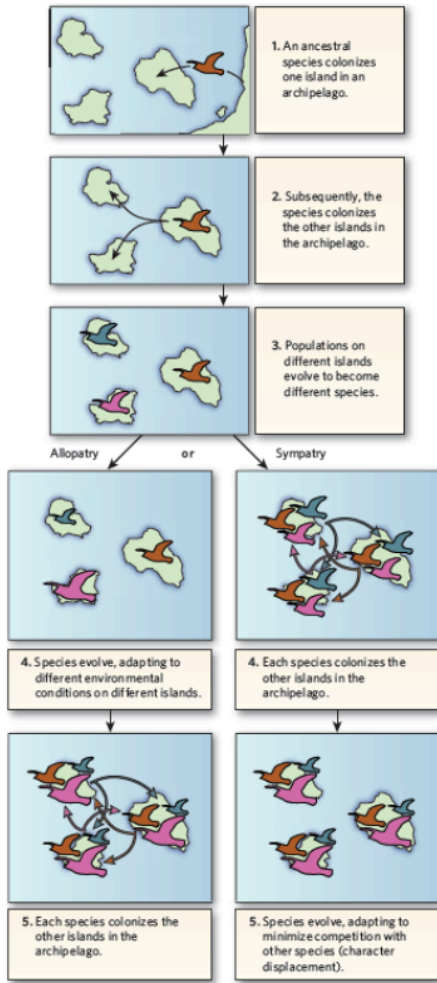 1. An ancestral
species colonizes
one island in an
archipelago.
2. Subsequently, the
species colonizes
the other islands in
the archipelago.
3. Populations on
different islands
evolve to become
different species.
Allopatry or Sympatry
4. Species evolve, adapting to
different environmental
conditions on different islands.
4. Each species colonizes the
other islands in the
archipelago.
5. Each species colonizes the
other islands in the
archipelago.
5. Species evolve, adapting to
minimize competition with
other species (character
displacement).